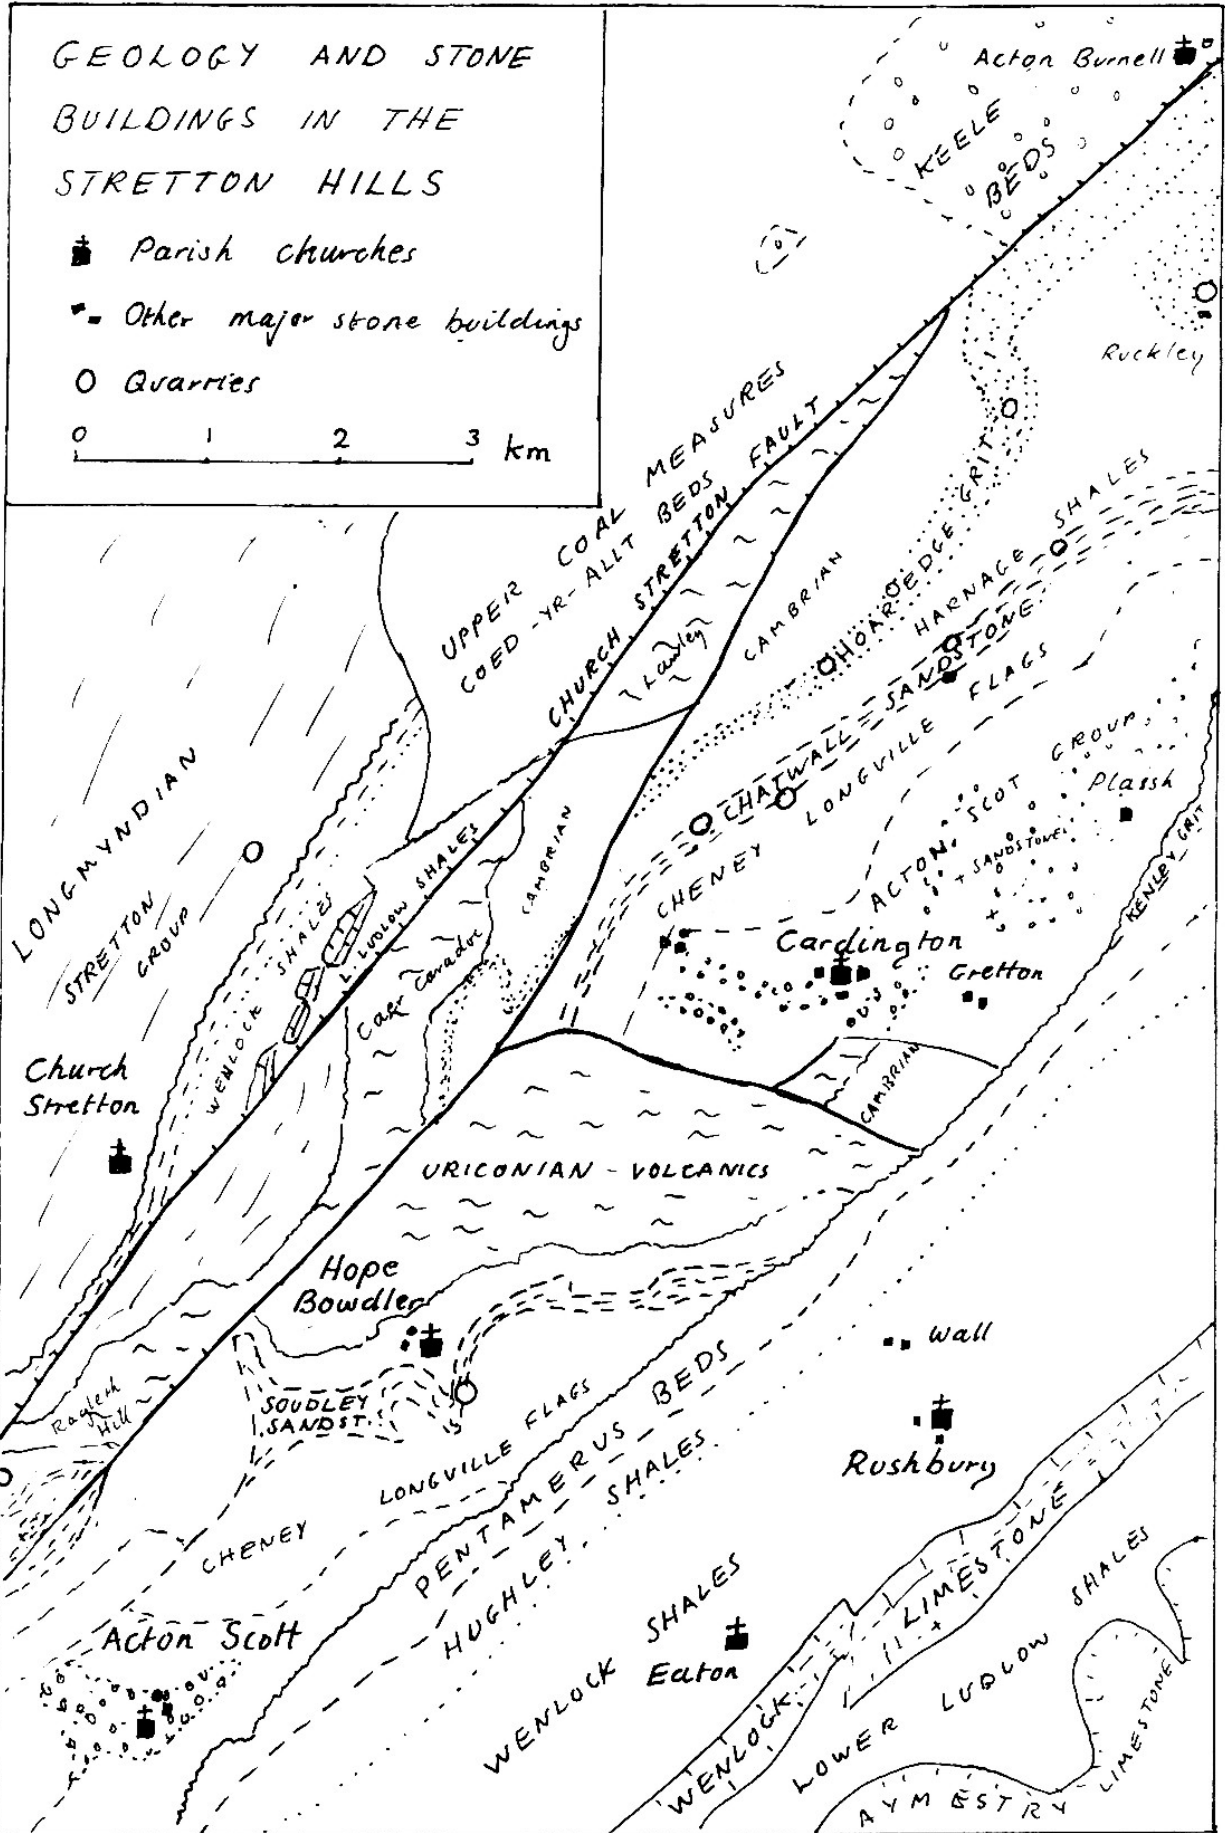 GEOLOGY AND STONE
BUILDINGS IN THE
STRETTON HILLS
Parish churches
Other major stone buildings
Quarries
0 1 2 3 km
Acton Burnell
KEELE
BEDS
Ruckley
UPPER COAL MEASURES
COED-YR-ALLT BEDS
CHURCH STRETTON FAULT
Lawley
CAMBRIAN
HOAR EDGE GRIT
HARNAGE SHALES
CHATWALL SANDSTONE
CHENEY LONGVILLE FLAGS
ACTON SCOT GROUP
+ SANDSTONES
Plaish
KENLEY GRIT
LONGMYNDIAN
STRETTON
GROUP
WENLOCK SHALES
L. LUDLOW SHALES
Caer Caradoc
CAMBRIAN
Cardington
Gretton
CAMBRIAN
Church
Stretton
URICONIAN - VOLCANICS
Hope
Bowdler
SOUDLEY
SANDST.
Ragleth
Hill
Wall
Rushbury
CHENEY LONGVILLE FLAGS
PENTAMERUS BEDS
HUGHLEY SHALES
Acton Scott
WENLOCK SHALES
Eaton
WENLOCK LIMESTONE
LOWER LUDLOW SHALES
AYMESTRY LIMESTONE